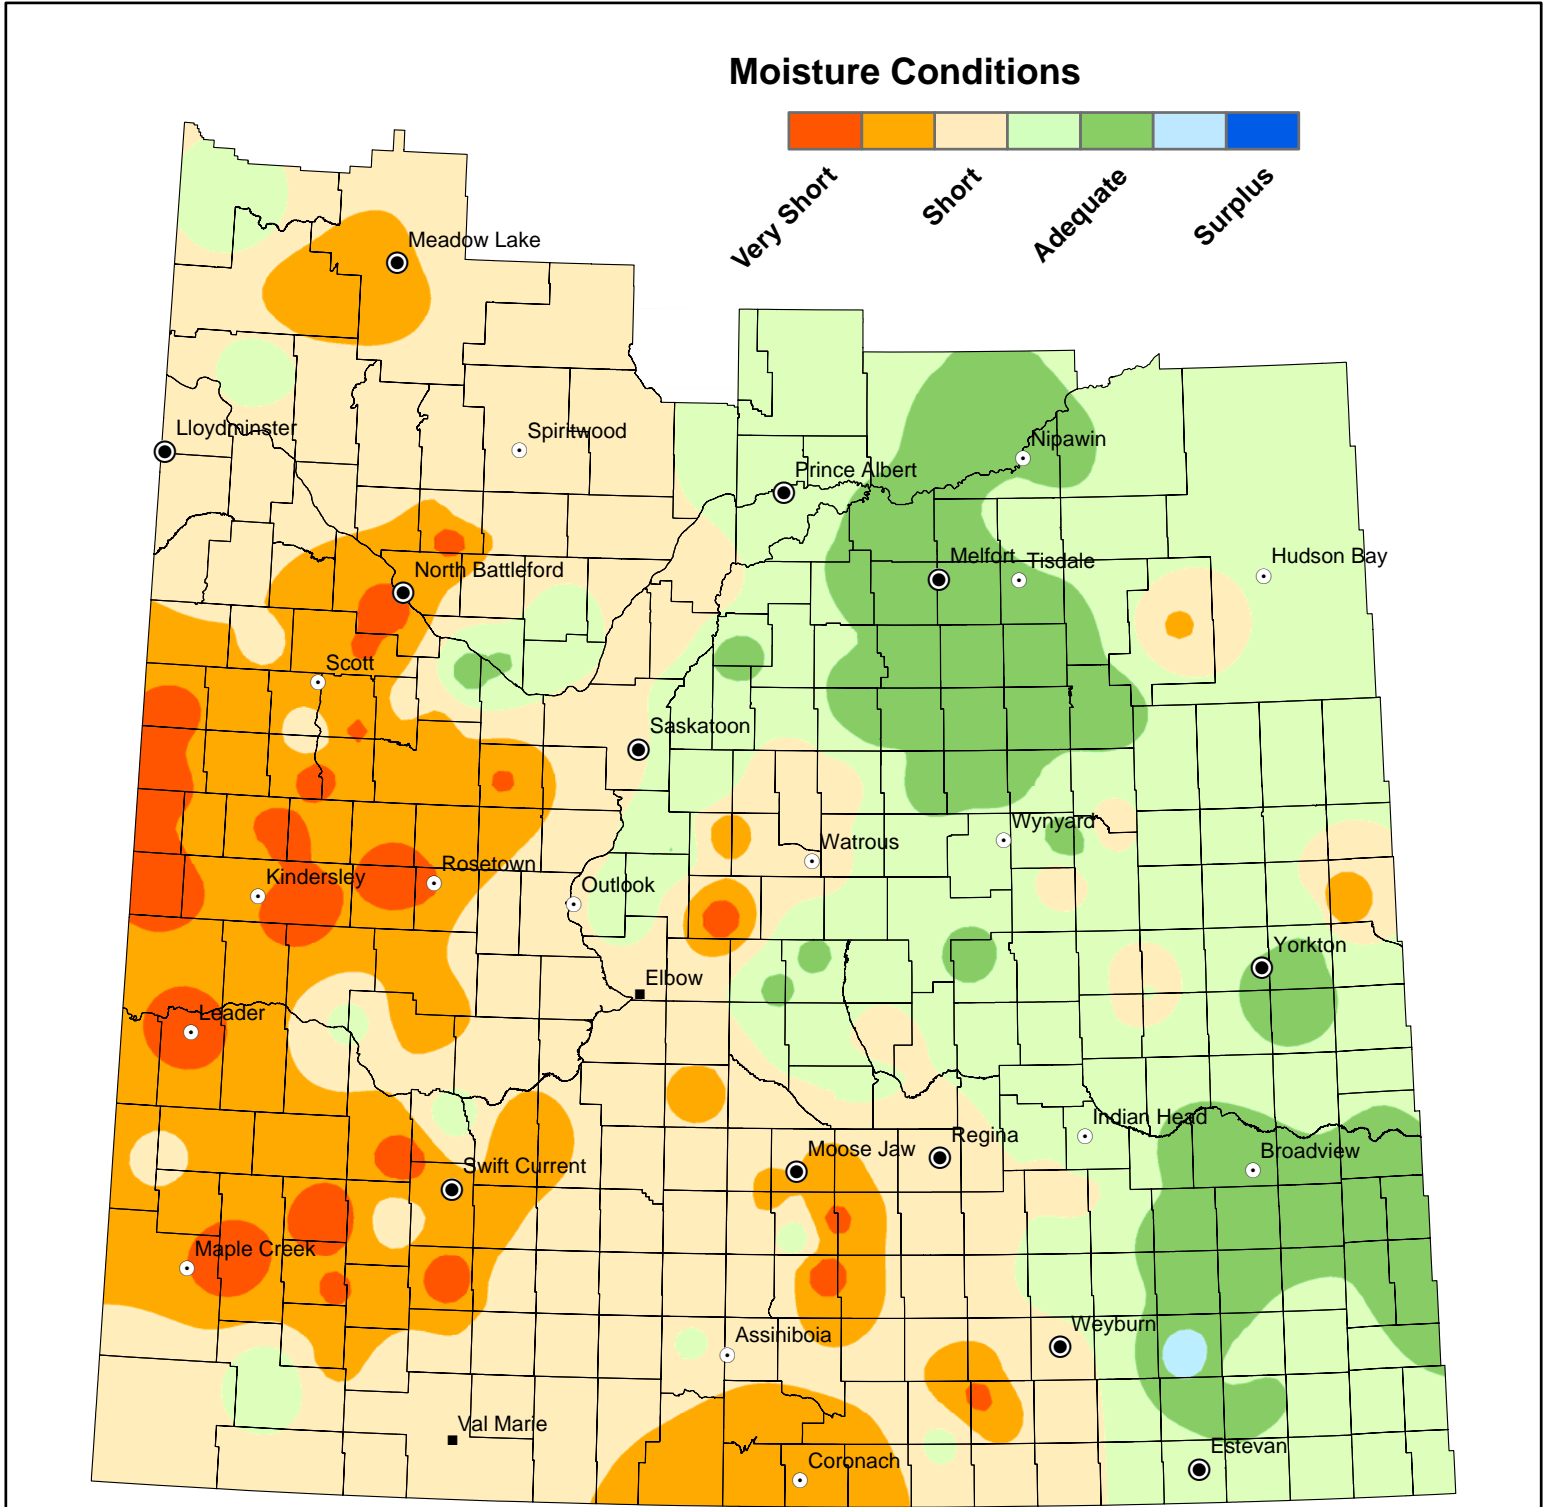 Moisture Conditions
Very Short
Short
Adequate
Surplus
Meadow Lake
Lloydminster
Spiritwood
Nipawin
Prince Albert
Melfort
Tisdale
Hudson Bay
North Battleford
Scott
Saskatoon
Wynyard
Watrous
Rosetown
Kindersley
Outlook
Yorkton
Elbow
Leader
Indian Head
Regina
Moose Jaw
Broadview
Swift Current
Maple Creek
Weyburn
Assiniboia
Val Marie
Estevan
Coronach